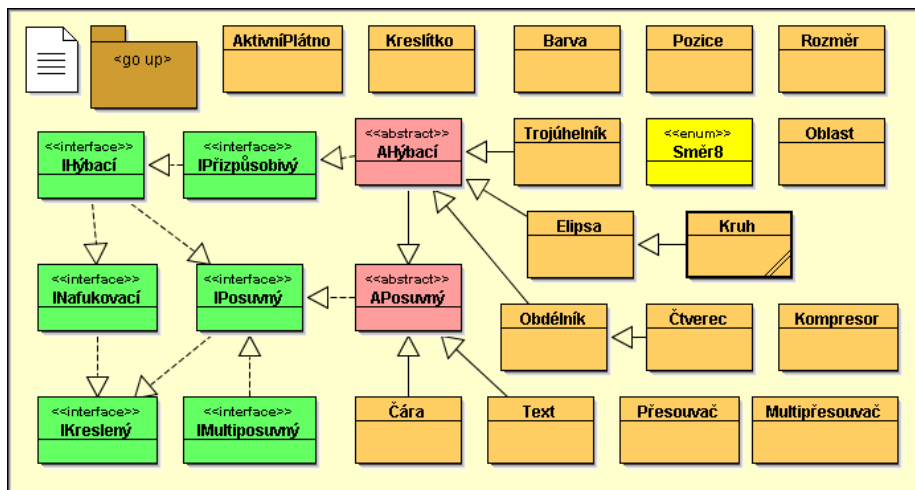 <go up>
AktivníPlátno
Kreslítko
Barva
Pozice
Rozměr
<<interface>>
IHýbací
<<interface>>
IPřizpůsobivý
<<abstract>>
AHýbací
Trojúhelník
<<enum>>
Směr8
Oblast
Elipsa
Kruh
<<interface>>
INafukovací
<<interface>>
IPosuvný
<<abstract>>
APosuvný
Obdélník
Čtverec
Kompresor
<<interface>>
IKreslený
<<interface>>
IMultiposuvný
Čára
Text
Přesouvač
Multipřesouvač